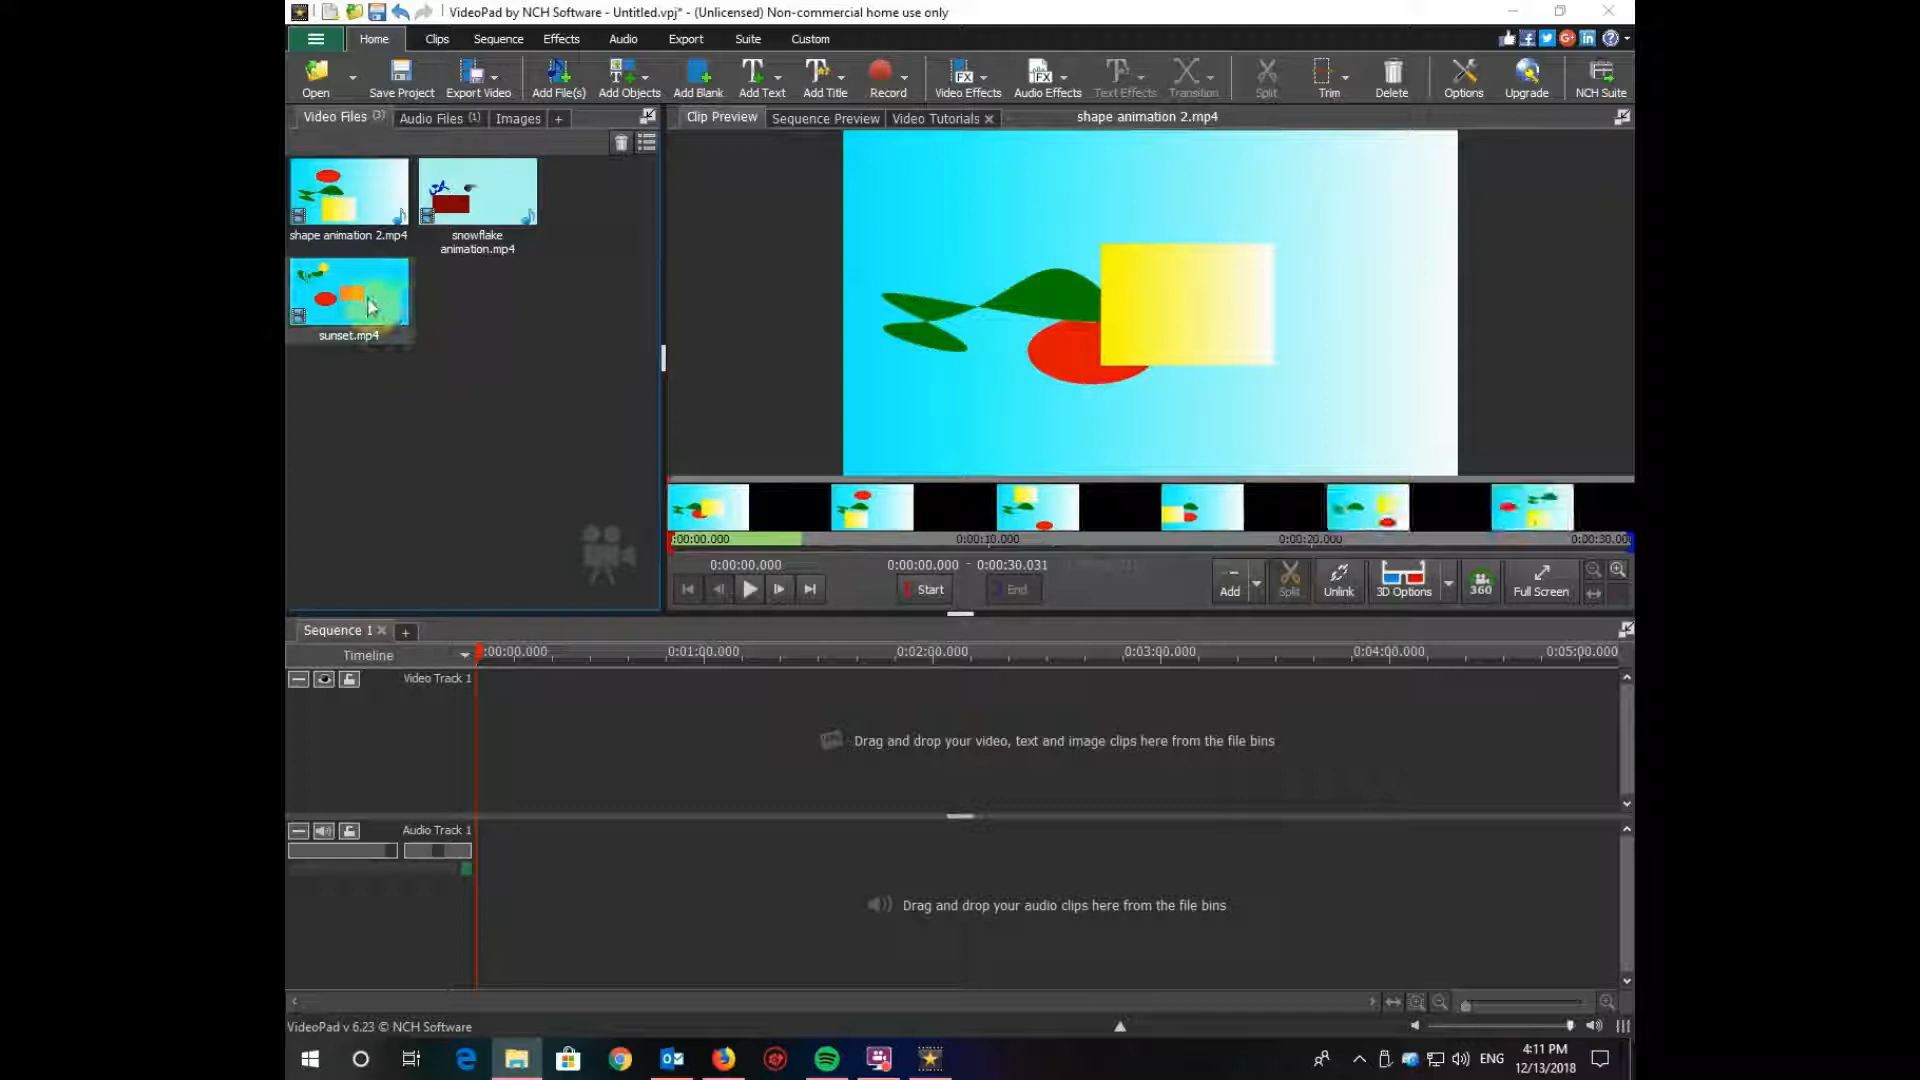 VideoPad by NCH Software - Untitled.vpj* - (Unlicensed) Non-commercial home use only
Home Clips Sequence Effects Audio Export Suite Custom
Open Save Project Export Video Add File(s) Add Objects Add Blank Add Text Add Title Record Video Effects Audio Effects Text Effects Transition Split Trim Delete Options Upgrade NCH Suite
Video Files (3) Audio Files (1) Images +
Clip Preview Sequence Preview Video Tutorials shape animation 2.mp4
shape animation 2.mp4
snowflake
animation.mp4
sunset.mp4
:00:00.000 0:00:10.000 0:00:20.000 0:00:30.00
0:00:00.000 0:00:00.000 - 0:00:30.031
Start End
Add Split Unlink 3D Options 360 Full Screen
Sequence 1 +
Timeline
:00:00.000 0:01:00.000 0:02:00.000 0:03:00.000 0:04:00.000 0:05:00.000
Video Track 1
Drag and drop your video, text and image clips here from the file bins
Audio Track 1
Drag and drop your audio clips here from the file bins
VideoPad v 6.23 © NCH Software
ENG
4:11 PM
12/13/2018